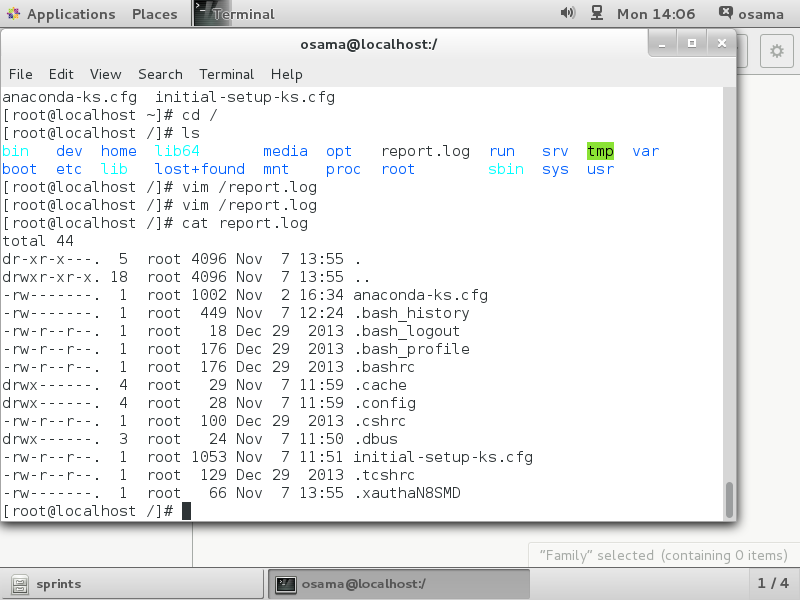 Applications Places Terminal Mon 14:06 osama
osama@localhost:/
File Edit View Search Terminal Help
anaconda-ks.cfg  initial-setup-ks.cfg
[root@localhost ~]# cd /
[root@localhost /]# ls
bin   dev  home  lib64       media  opt   report.log  run   srv  tmp  var
boot  etc  lib   lost+found  mnt    proc  root        sbin  sys  usr
[root@localhost /]# vim /report.log
[root@localhost /]# vim /report.log
[root@localhost /]# cat report.log
total 44
dr-xr-x---.  5  root 4096 Nov  7 13:55 .
drwxr-xr-x. 18  root 4096 Nov  7 13:55 ..
-rw-------.  1  root 1002 Nov  2 16:34 anaconda-ks.cfg
-rw-------.  1  root  449 Nov  7 12:24 .bash_history
-rw-r--r--.  1  root   18 Dec 29  2013 .bash_logout
-rw-r--r--.  1  root  176 Dec 29  2013 .bash_profile
-rw-r--r--.  1  root  176 Dec 29  2013 .bashrc
drwx------.  4  root   29 Nov  7 11:59 .cache
drwx------.  4  root   28 Nov  7 11:59 .config
-rw-r--r--.  1  root  100 Dec 29  2013 .cshrc
drwx------.  3  root   24 Nov  7 11:50 .dbus
-rw-r--r--.  1  root 1053 Nov  7 11:51 initial-setup-ks.cfg
-rw-r--r--.  1  root  129 Dec 29  2013 .tcshrc
-rw-------.  1  root   66 Nov  7 13:55 .xauthaN8SMD
[root@localhost /]#
“Family” selected (containing 0 items)
sprints osama@localhost:/ 1 / 4